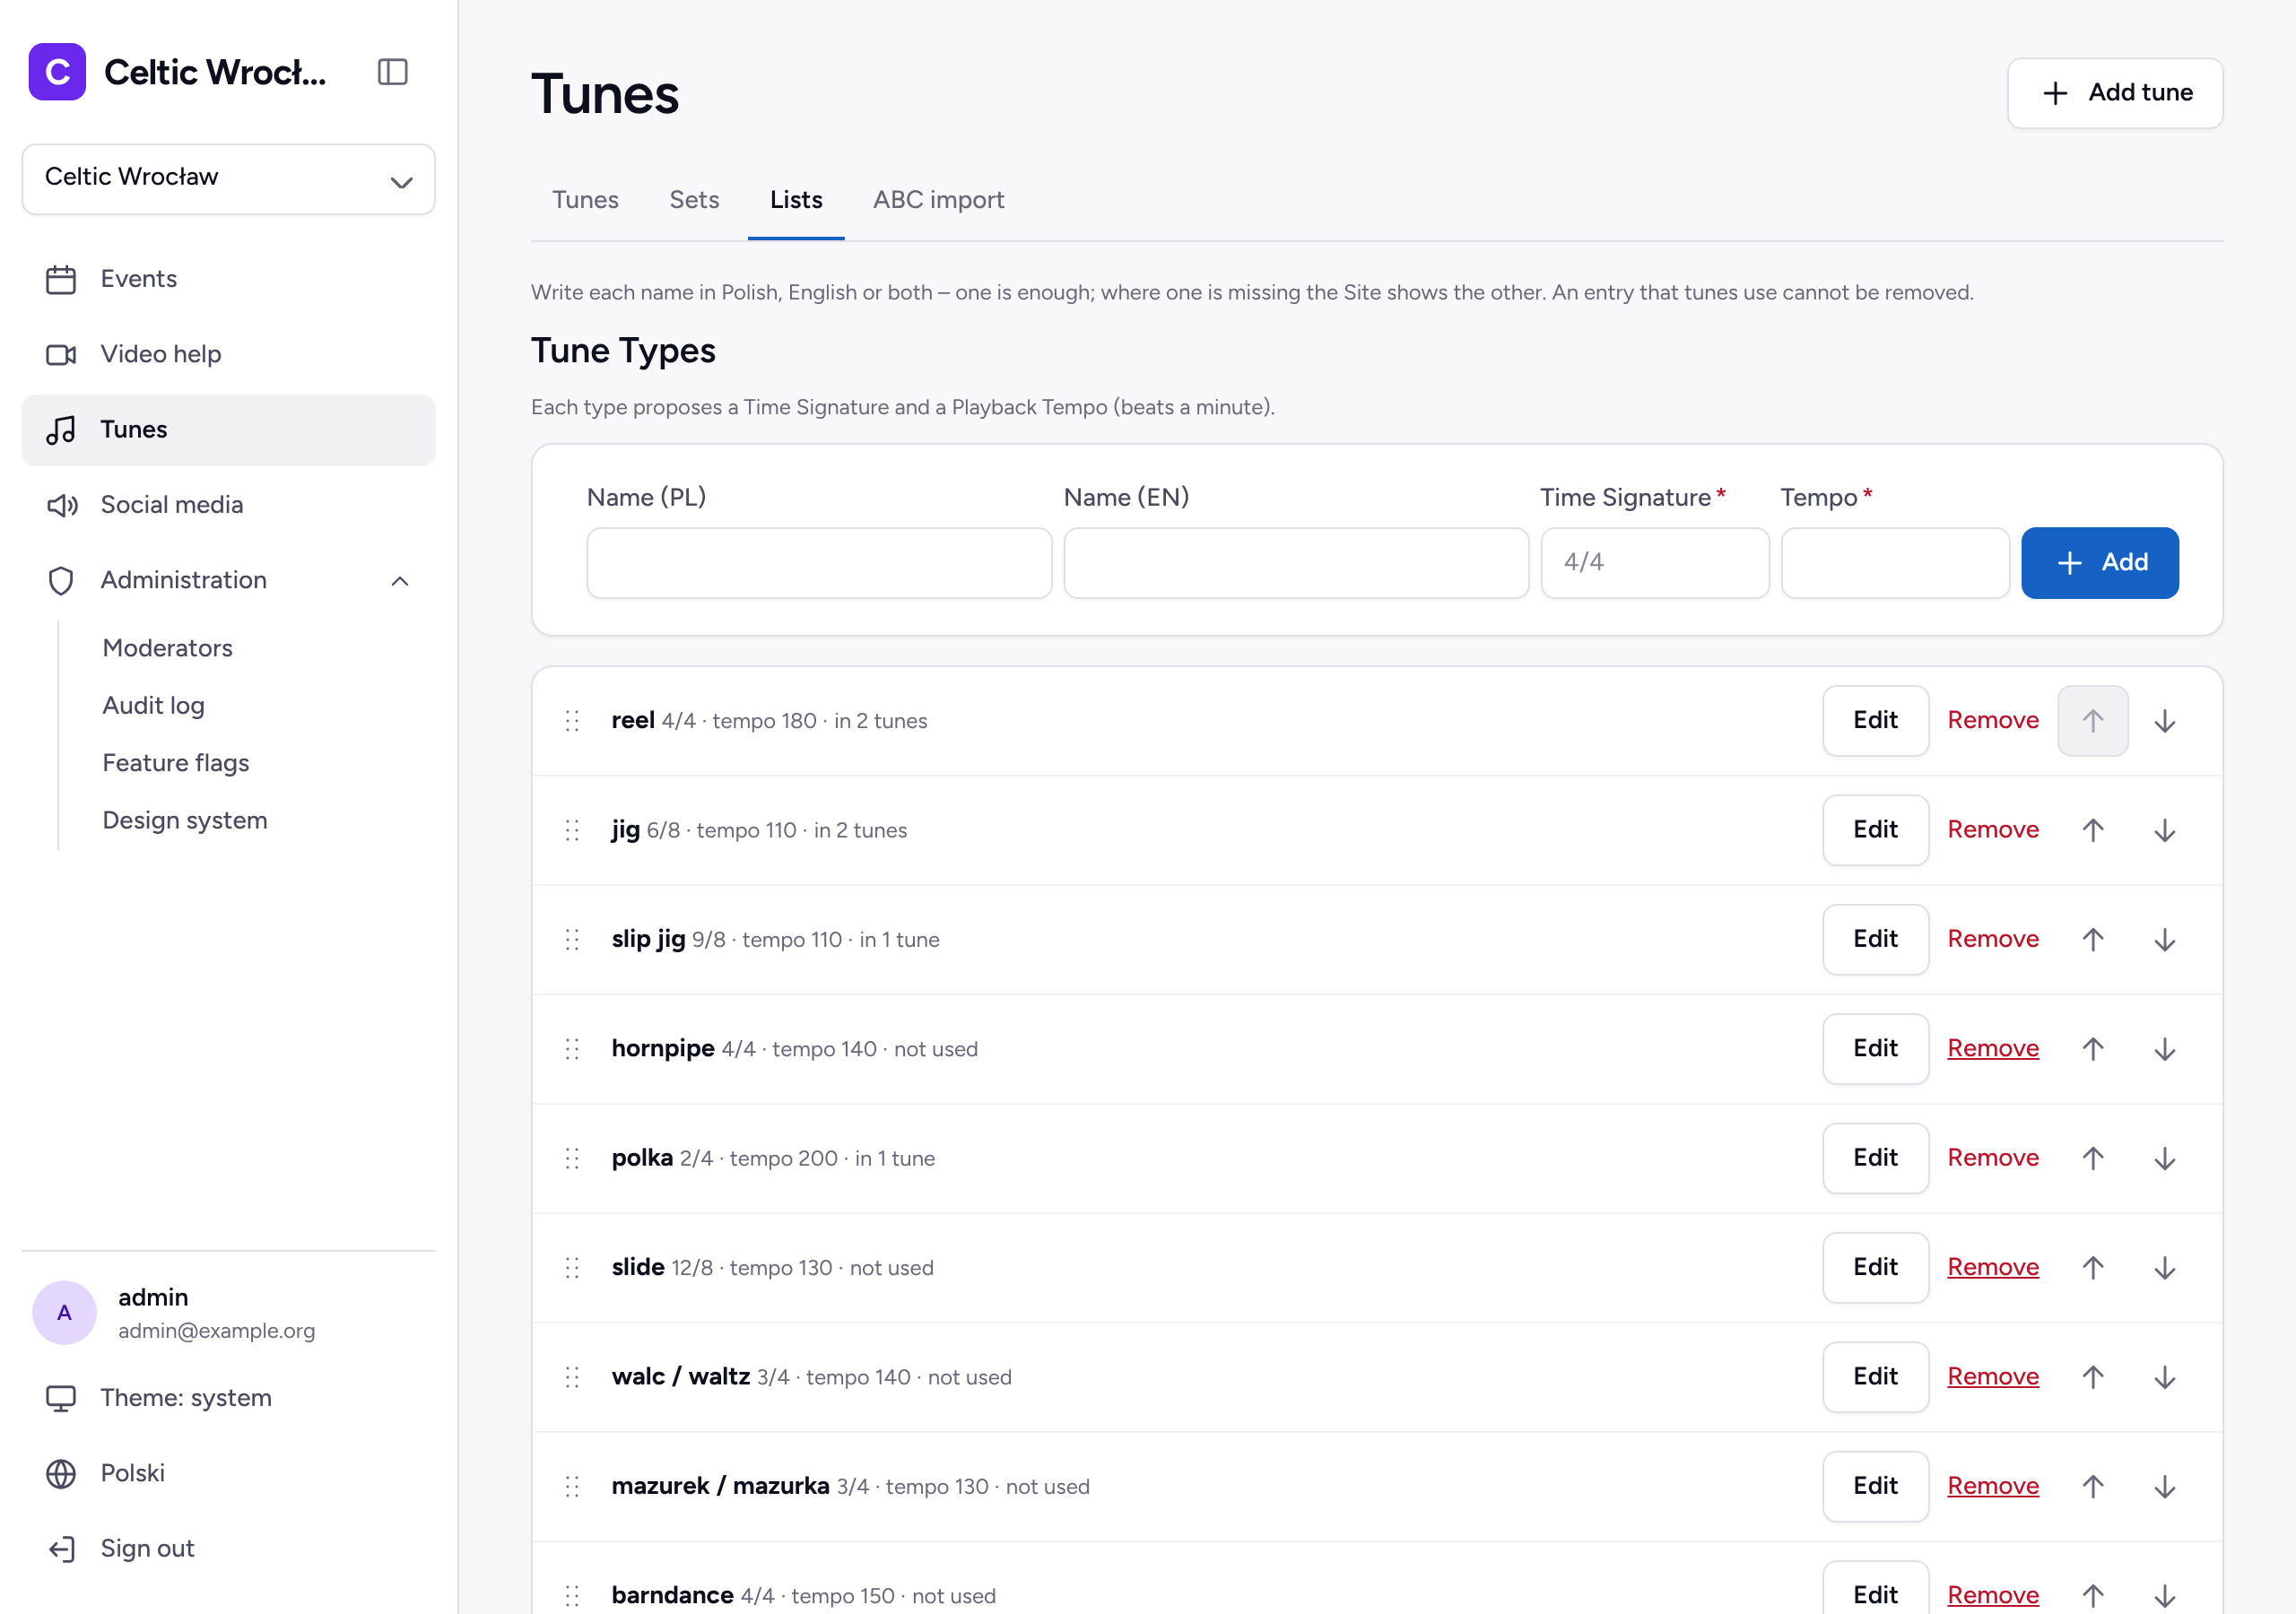 C Celtic Wrocł...
Celtic Wrocław
Events
Video help
Tunes
Social media
Administration
Moderators
Audit log
Feature flags
Design system
A
admin
admin@example.org
Theme: system
Polski
Sign out
Tunes
Add tune
Tunes Sets Lists ABC import
Write each name in Polish, English or both – one is enough; where one is missing the Site shows the other. An entry that tunes use cannot be removed.
Tune Types
Each type proposes a Time Signature and a Playback Tempo (beats a minute).
Name (PL) Name (EN) Time Signature * Tempo *
4/4 Add
reel 4/4 · tempo 180 · in 2 tunes Edit Remove
jig 6/8 · tempo 110 · in 2 tunes Edit Remove
slip jig 9/8 · tempo 110 · in 1 tune Edit Remove
hornpipe 4/4 · tempo 140 · not used Edit Remove
polka 2/4 · tempo 200 · in 1 tune Edit Remove
slide 12/8 · tempo 130 · not used Edit Remove
walc / waltz 3/4 · tempo 140 · not used Edit Remove
mazurek / mazurka 3/4 · tempo 130 · not used Edit Remove
barndance 4/4 · tempo 150 · not used Edit Remove